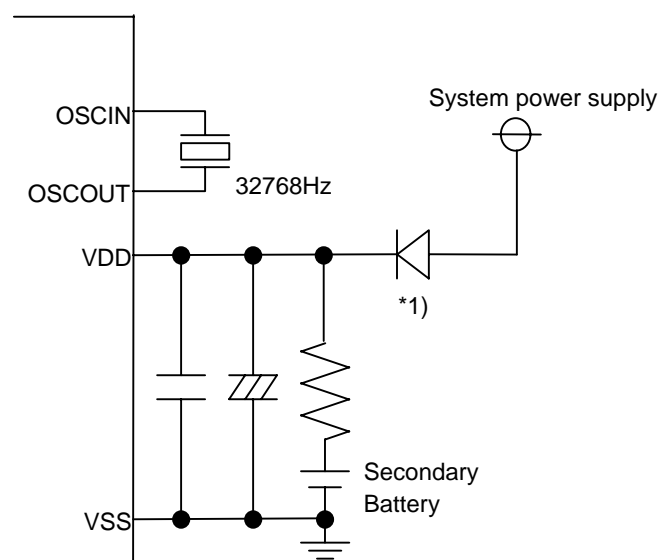 System power supply
OSCIN
OSCOUT
32768Hz
VDD
*1)
Secondary
Battery
VSS